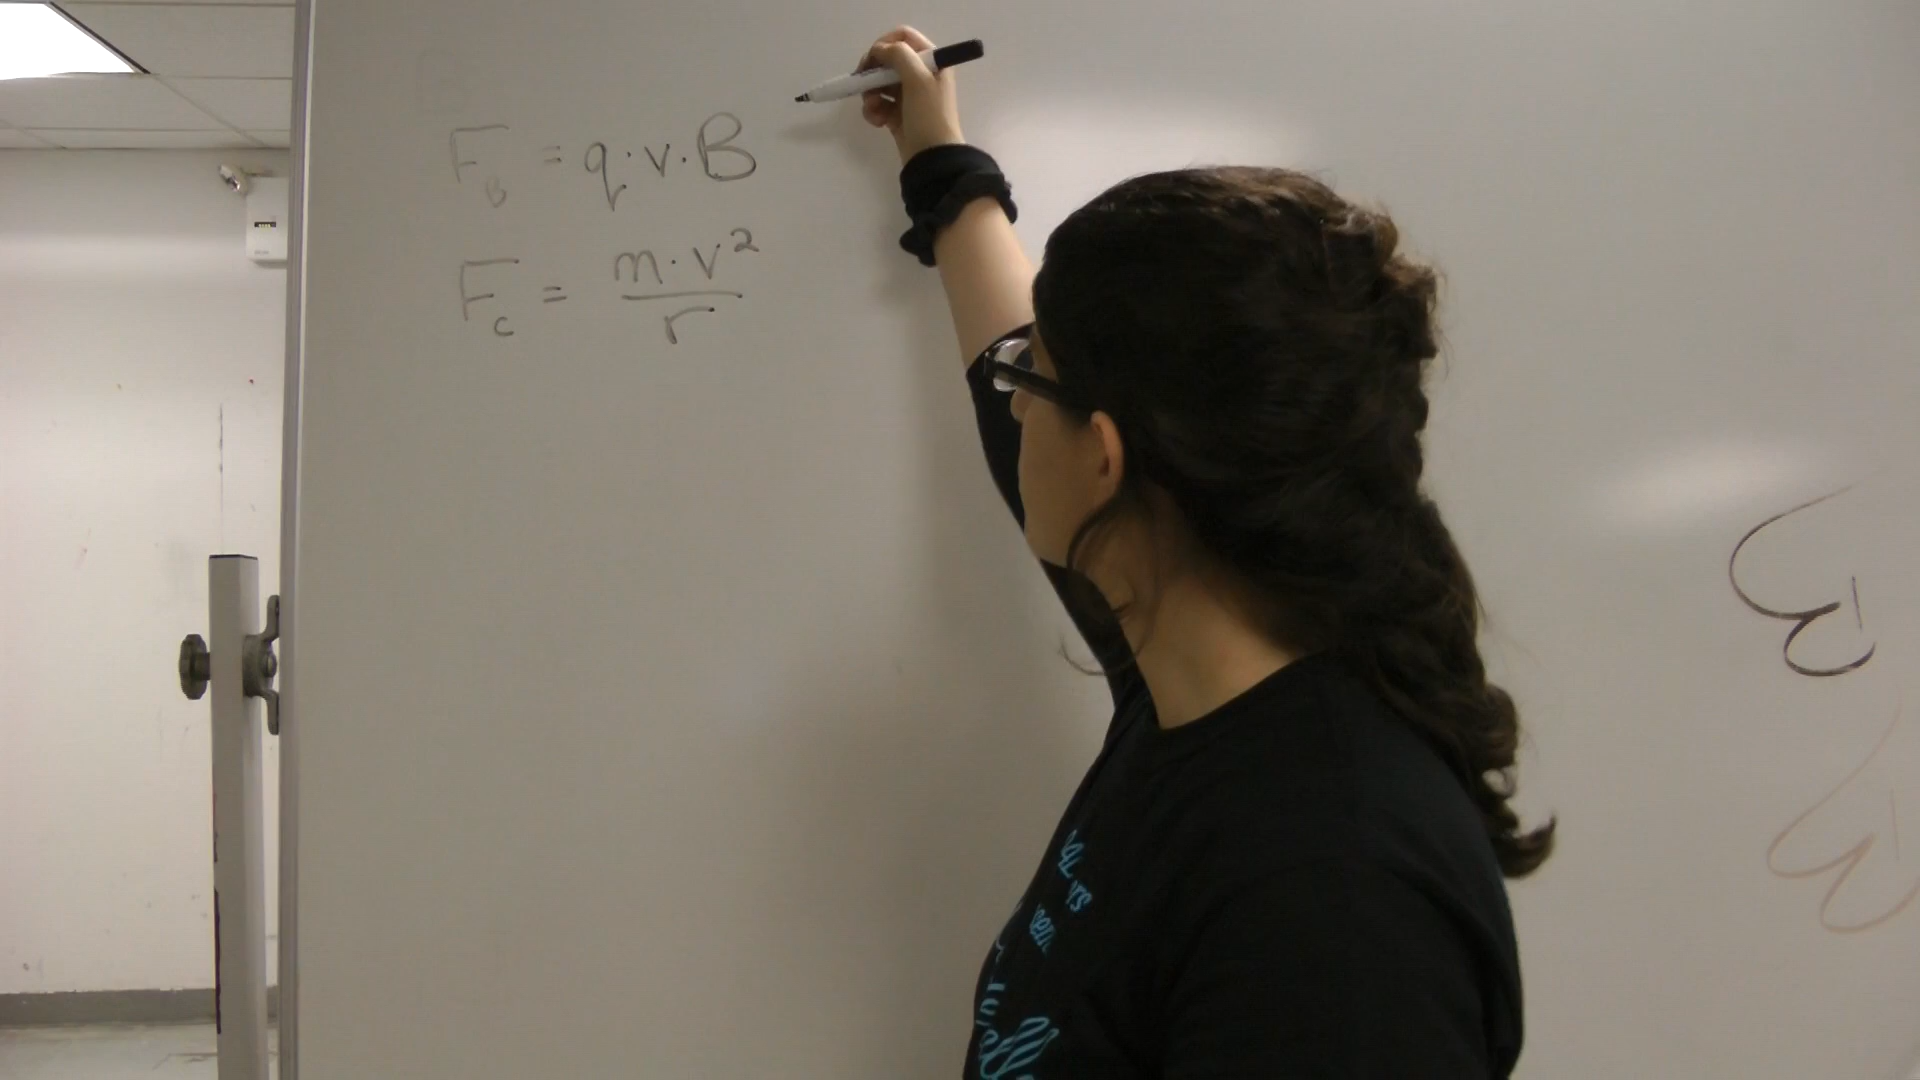 F_B = q·v·B
F_c = m·v²/r